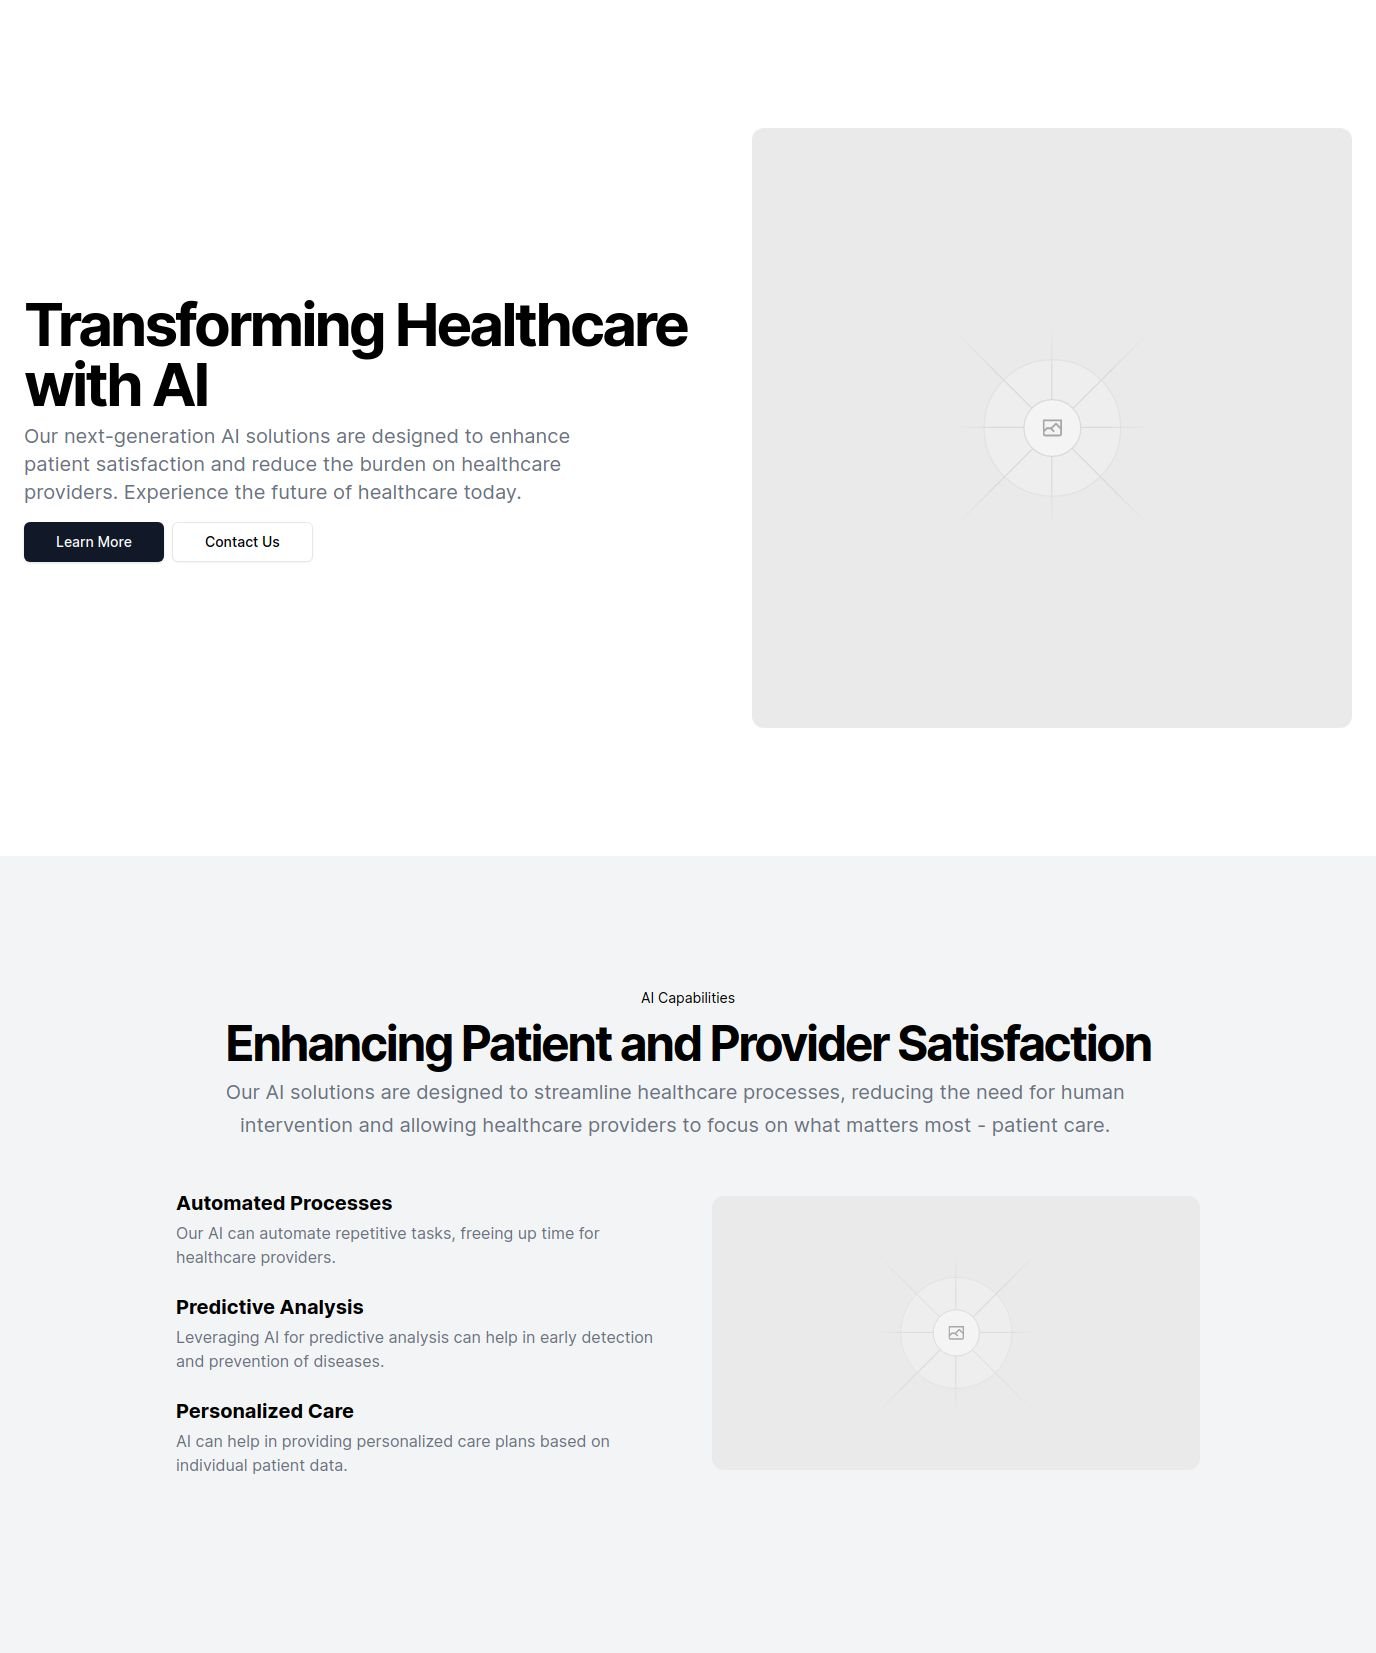 Transforming Healthcare
with AI
Our next-generation AI solutions are designed to enhance
patient satisfaction and reduce the burden on healthcare
providers. Experience the future of healthcare today.
Learn More
Contact Us
AI Capabilities
Enhancing Patient and Provider Satisfaction
Our AI solutions are designed to streamline healthcare processes, reducing the need for human
intervention and allowing healthcare providers to focus on what matters most - patient care.
Automated Processes
Our AI can automate repetitive tasks, freeing up time for
healthcare providers.
Predictive Analysis
Leveraging AI for predictive analysis can help in early detection
and prevention of diseases.
Personalized Care
AI can help in providing personalized care plans based on
individual patient data.